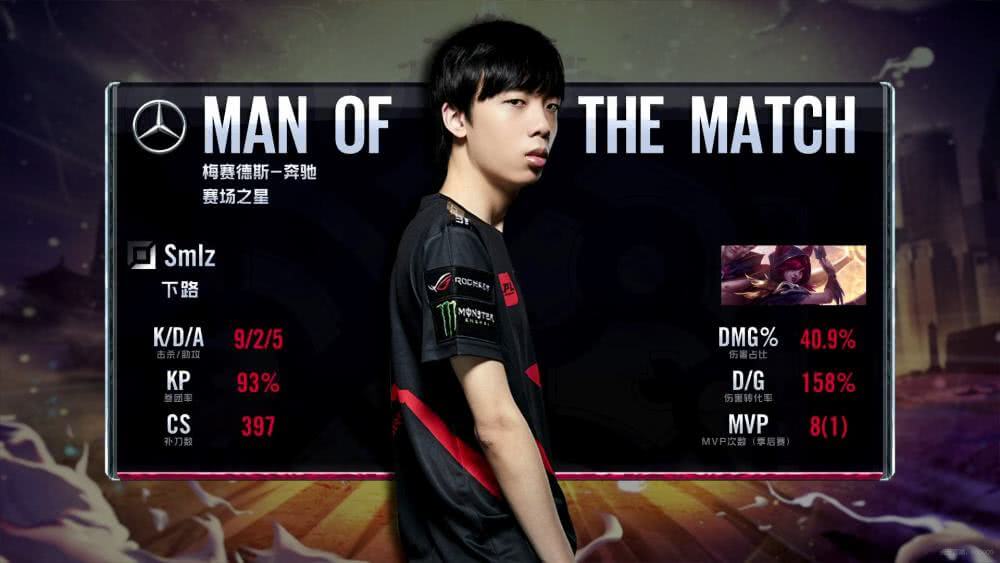 MAN OF THE MATCH
梅赛德斯-奔驰
赛场之星
Smlz
下路
K/D/A 9/2/5
击杀/助攻
KP 93%
参团率
CS 397
补刀数
DMG% 40.9%
伤害占比
D/G 158%
伤害转化率
MVP 8(1)
MVP次数（季后赛）
MONSTER
ENERGY